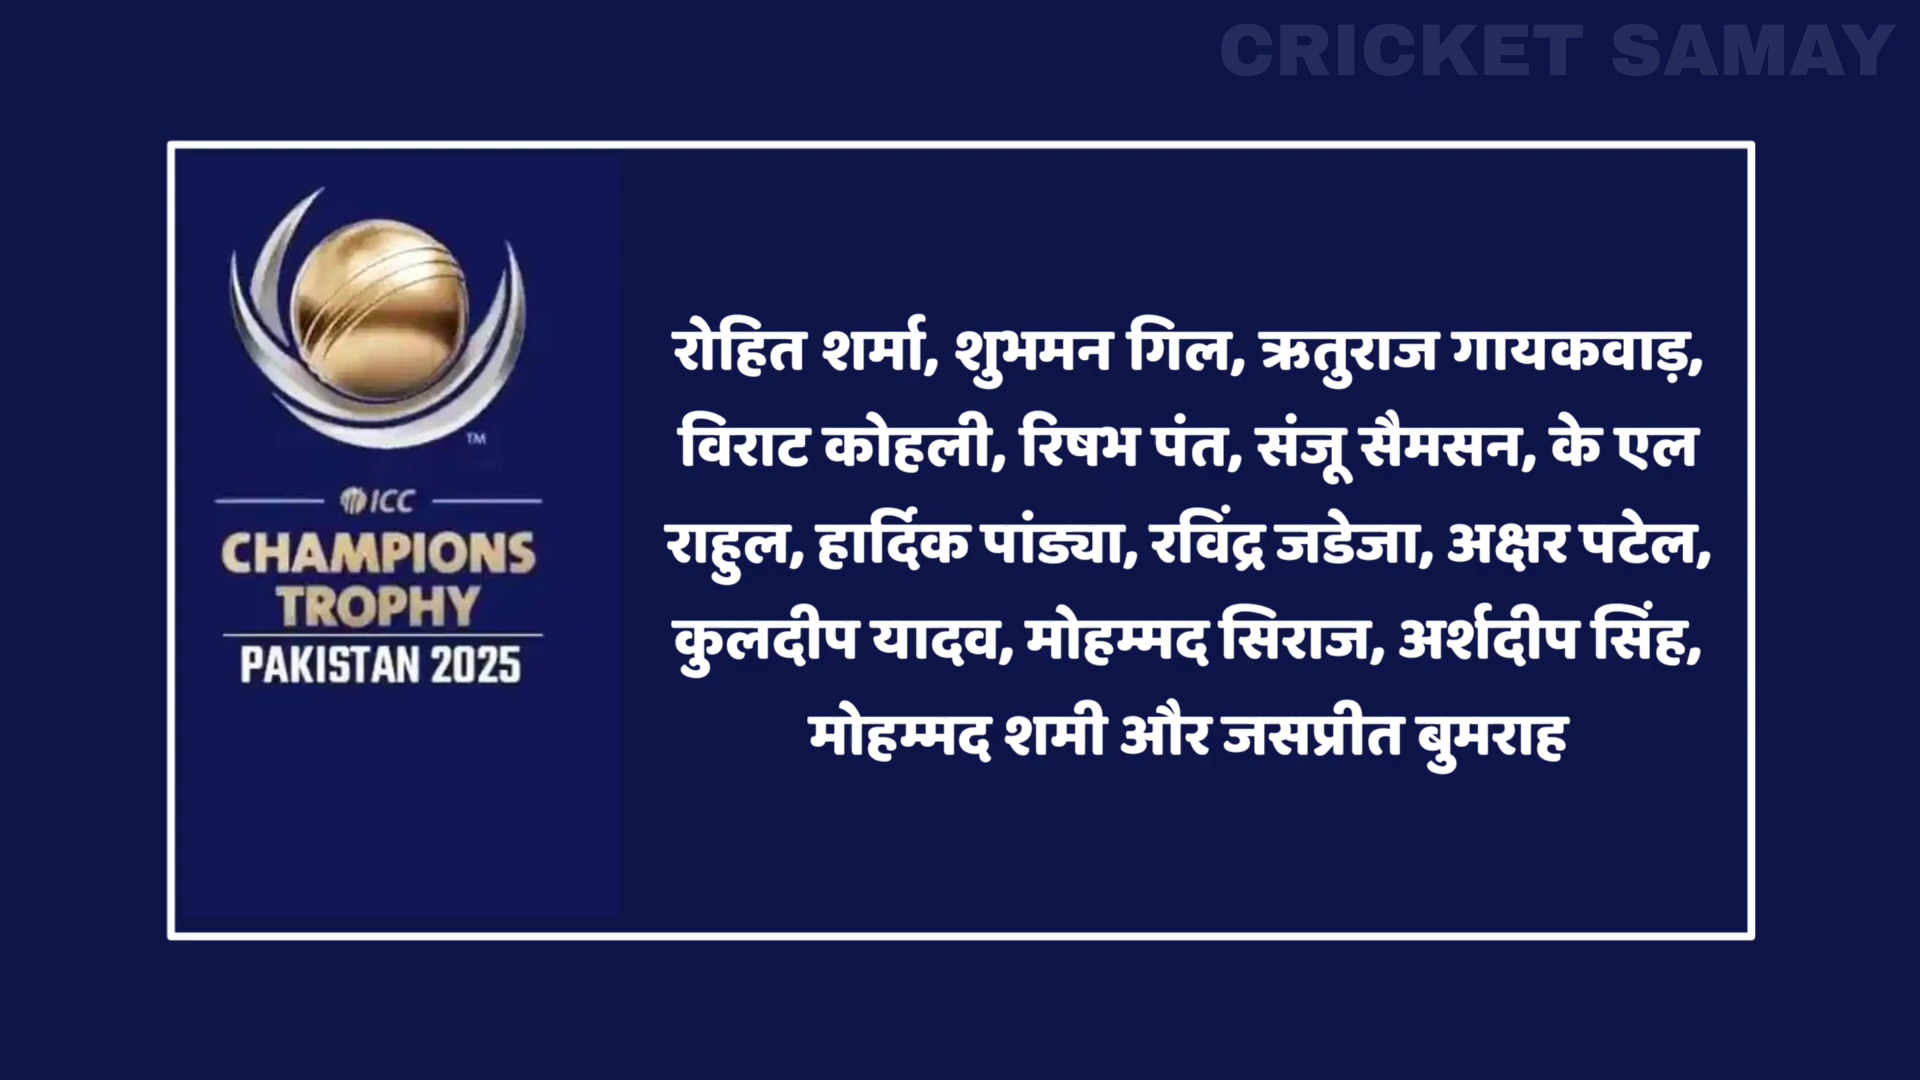 CRICKET SAMAY
TM
ICC
CHAMPIONS
TROPHY
PAKISTAN 2025
रोहित शर्मा, शुभमन गिल, ऋतुराज गायकवाड़,
विराट कोहली, रिषभ पंत, संजू सैमसन, के एल
राहुल, हार्दिक पांड्या, रविंद्र जडेजा, अक्षर पटेल,
कुलदीप यादव, मोहम्मद सिराज, अर्शदीप सिंह,
मोहम्मद शमी और जसप्रीत बुमराह